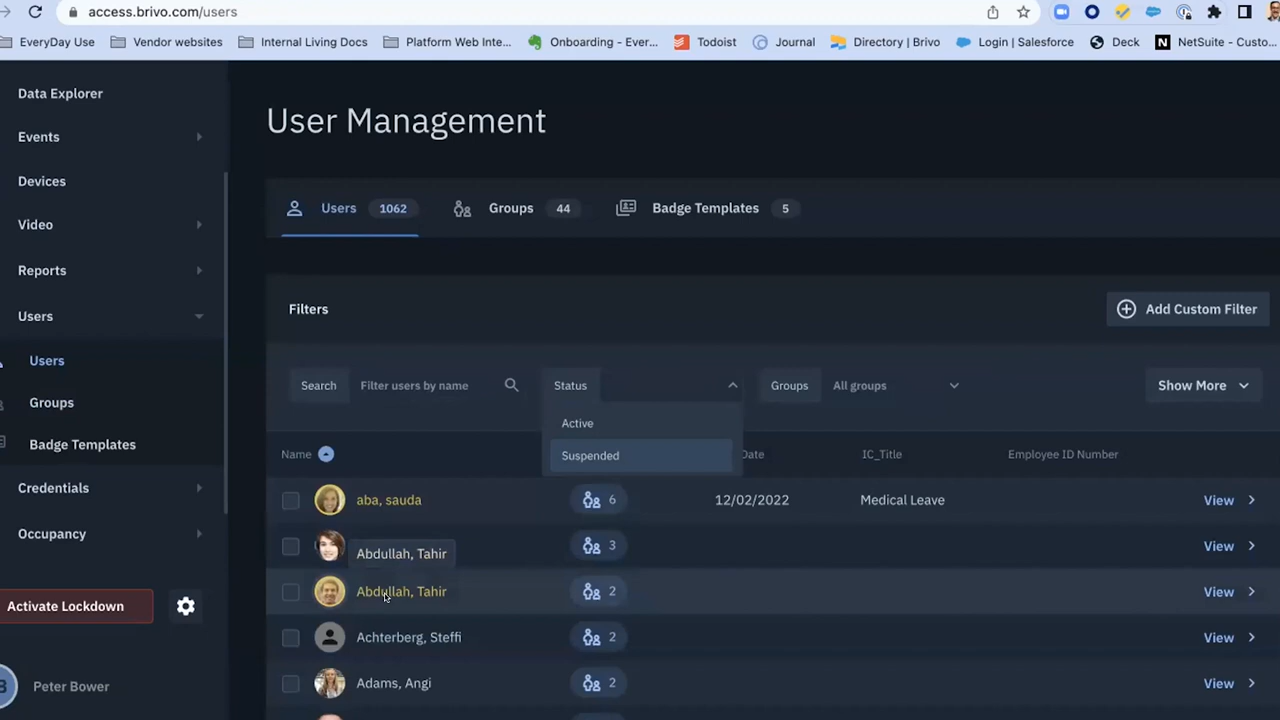 access.brivo.com/users
EveryDay Use Vendor websites Internal Living Docs Platform Web Inte... Onboarding - Ever... Todoist Journal Directory | Brivo Login | Salesforce Deck NetSuite - Custo...
Data Explorer
Events
Devices
Video
Reports
Users
Users
Groups
Badge Templates
Credentials
Occupancy
Activate Lockdown
Peter Bower
User Management
Users 1062 Groups 44 Badge Templates 5
Filters
Add Custom Filter
Search Filter users by name Status Groups All groups Show More
Active
Suspended
Name Date IC_Title Employee ID Number
aba, sauda 6 12/02/2022 Medical Leave View
Abdullah, Tahir 3 View
Abdullah, Tahir 2 View
Achterberg, Steffi 2 View
Adams, Angi 2 View